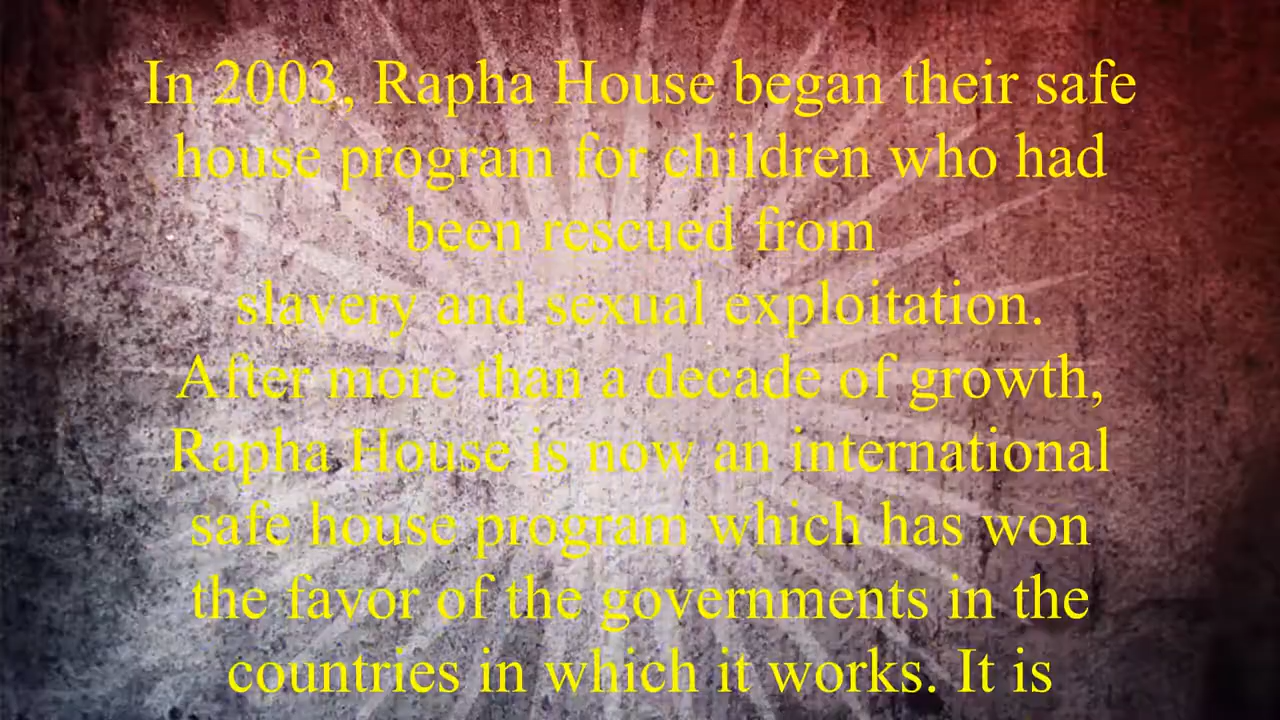 In 2003, Rapha House began their safe
house program for children who had
been rescued from
slavery and sexual exploitation.
After more than a decade of growth,
Rapha House is now an international
safe house program which has won
the favor of the governments in the
countries in which it works. It is